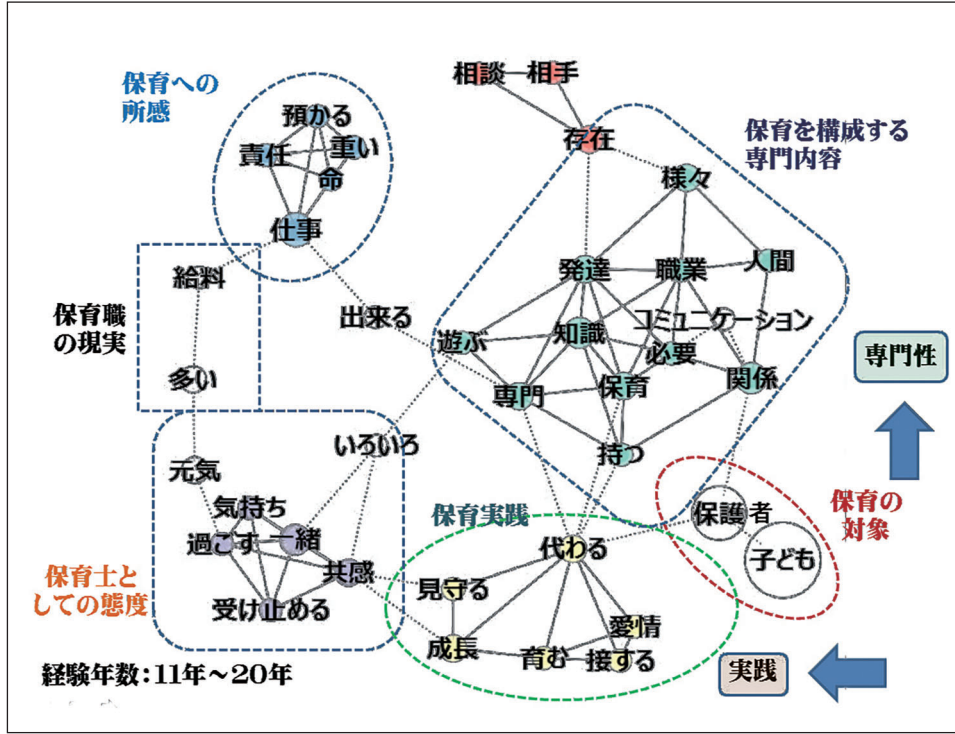 保育への
所感
預かる
責任
重い
命
仕事
相談
相手
存在
保育を構成する
専門内容
様々
発達
職業
人間
給料
保育職
の現実
多い
出来る
遊ぶ
知識
コミュニケーション
必要
専門
保育
関係
持つ
専門性
いろいろ
元気
気持ち
過ごす
一緒
共感
受け止める
保育士と
しての態度
保育実践
代わる
見守る
成長
育む
愛情
接する
保護者
子ども
保育の
対象
実践
経験年数:11年~20年